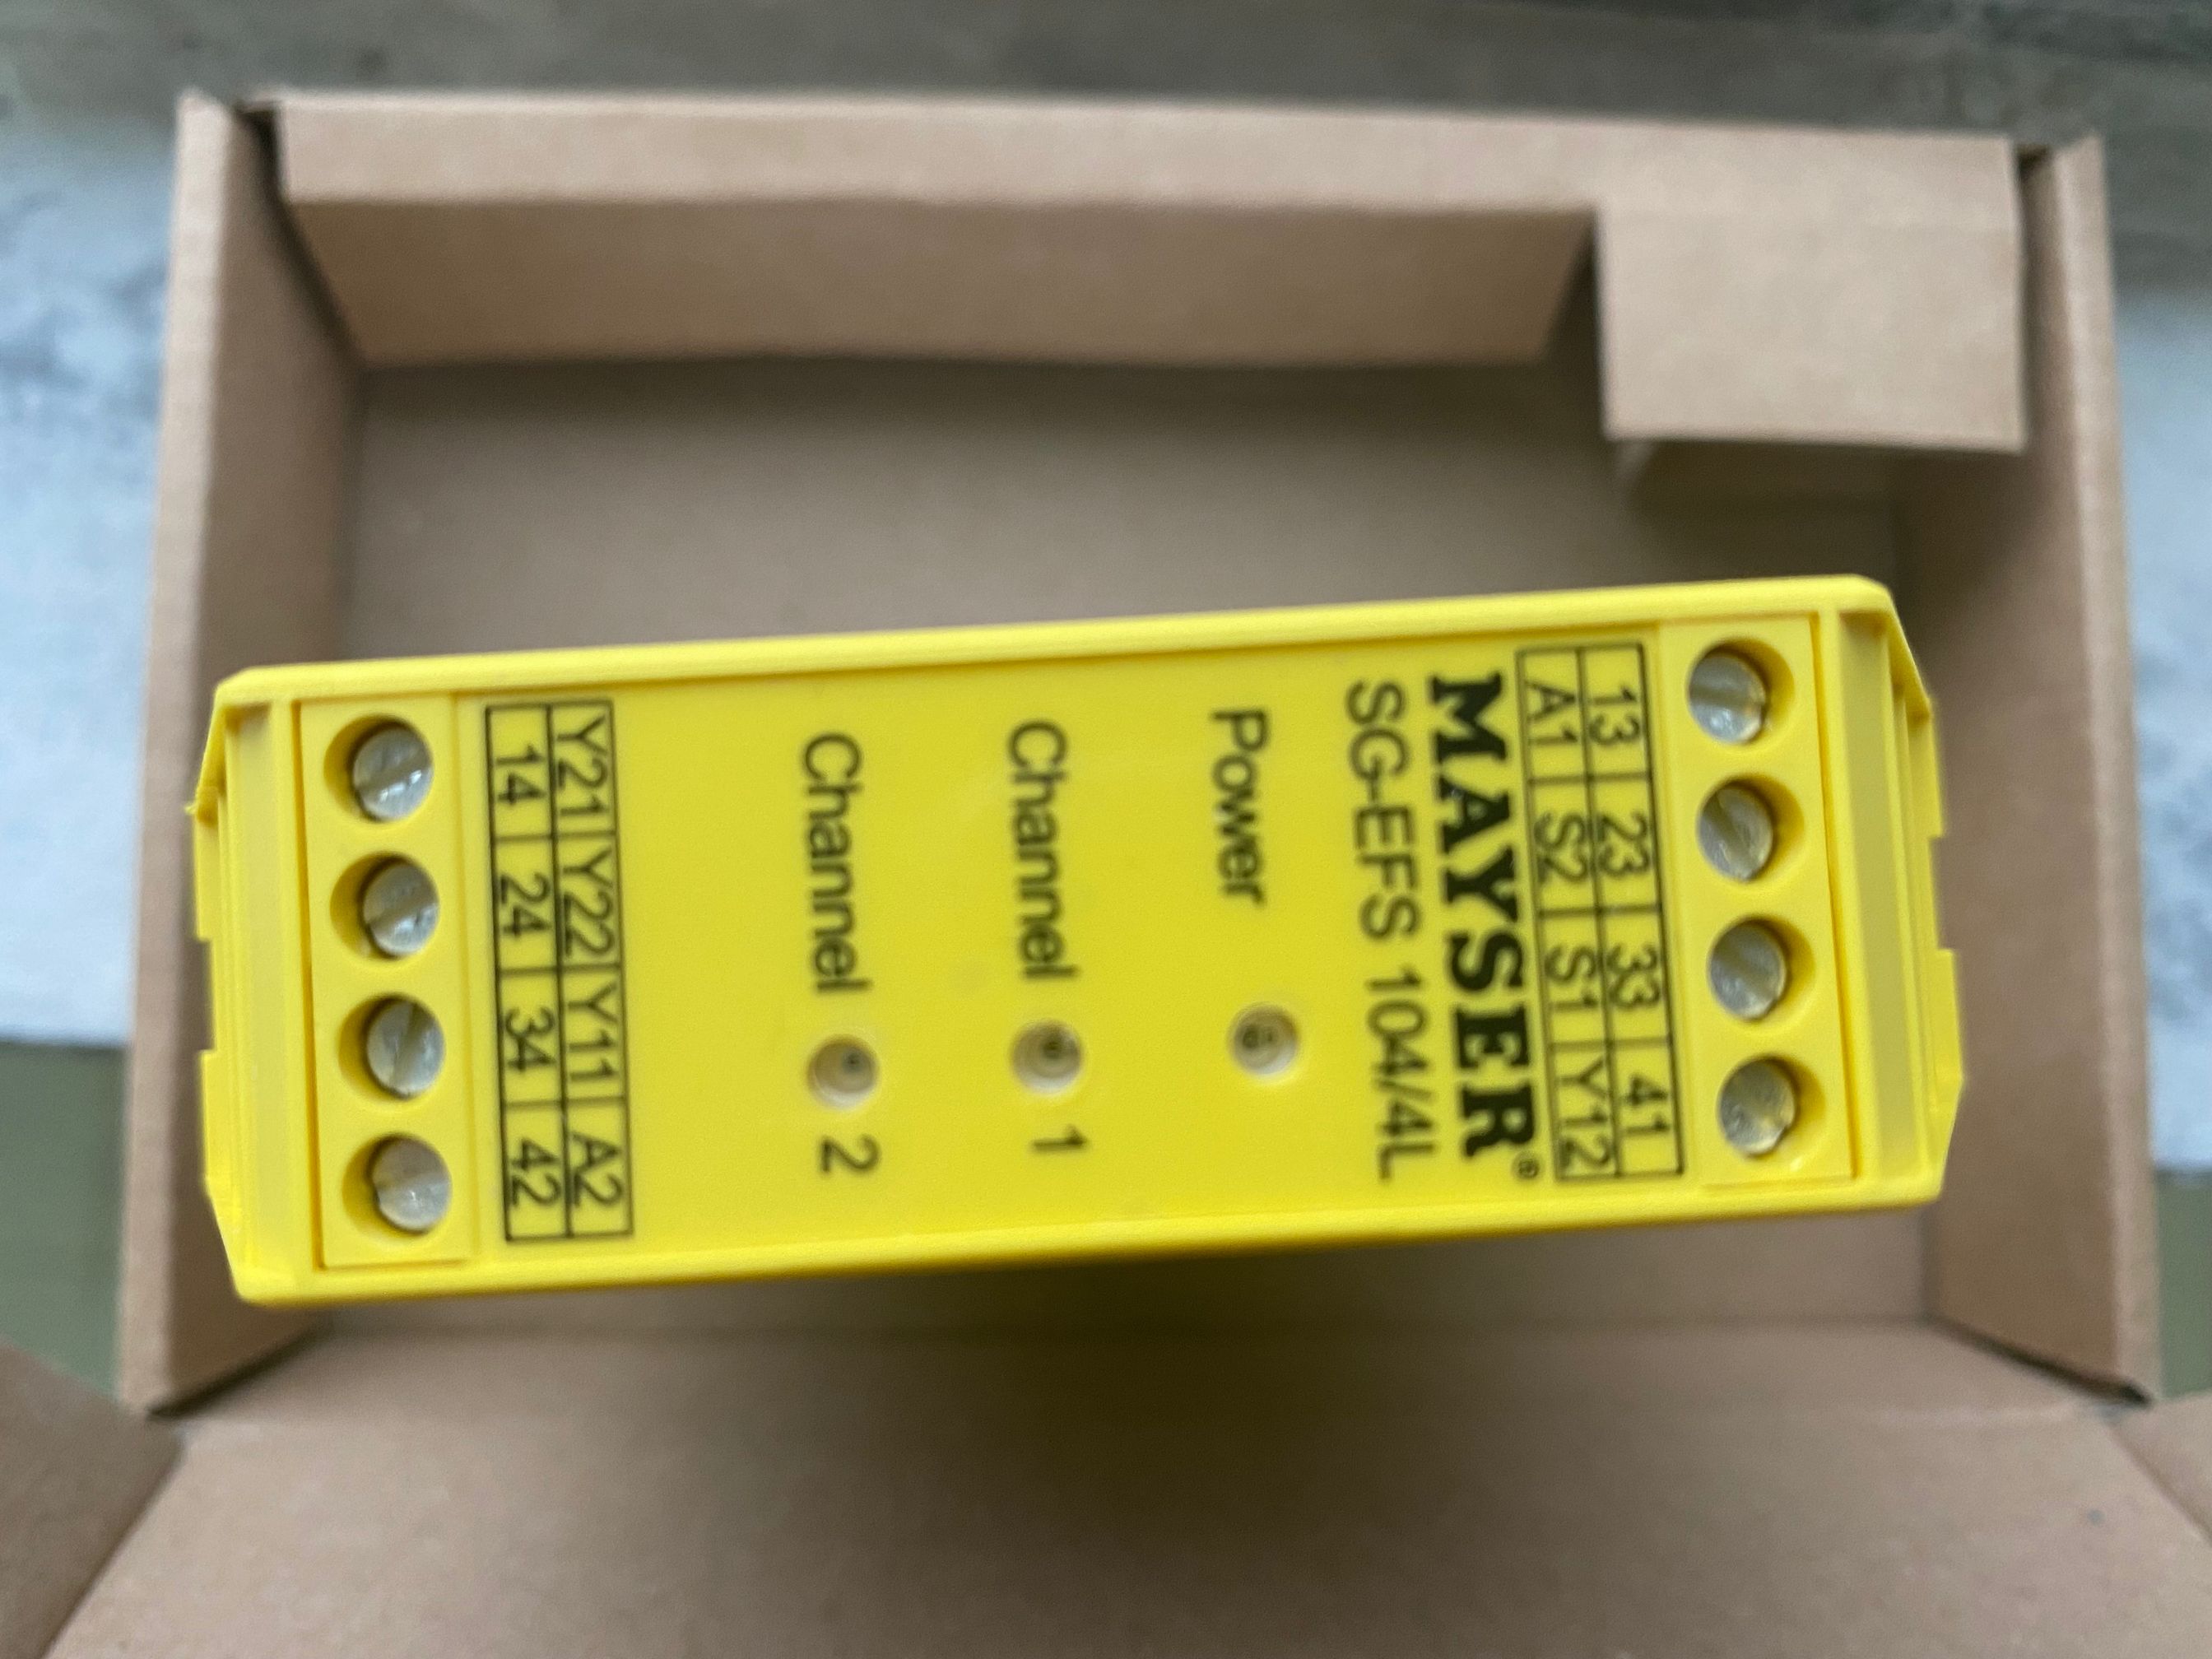 13 23 33 41
A1 S2 S1 Y12
MAYSER®
SG-EFS 104/4L
Power
Channel 1
Channel 2
Y21 Y22 Y11 A2
14 24 34 42